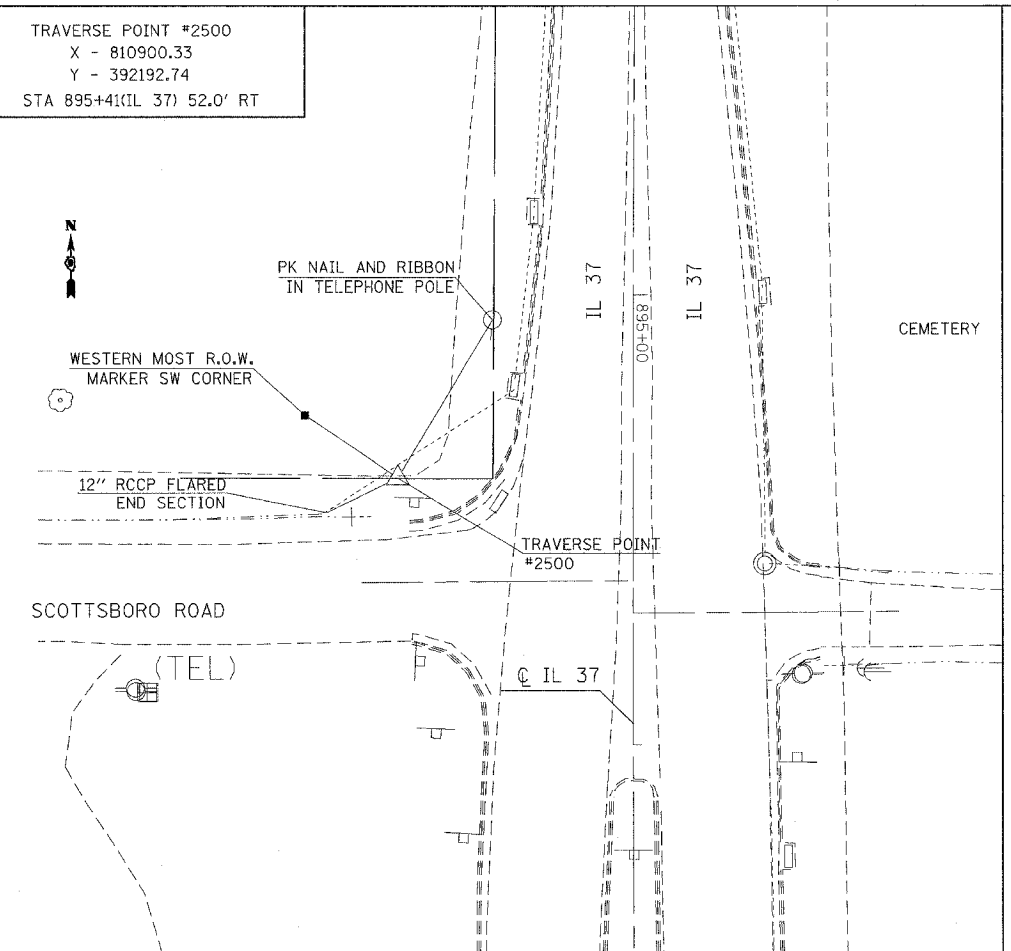 TRAVERSE POINT #2500
X - 810900.33
Y - 392192.74
STA 895+41(IL 37) 52.0' RT
N
PK NAIL AND RIBBON
IN TELEPHONE POLE
IL 37
IL 37
895+00
CEMETERY
WESTERN MOST R.O.W.
MARKER SW CORNER
12" RCCP FLARED
END SECTION
TRAVERSE POINT
#2500
SCOTTSBORO ROAD
(TEL)
℄ IL 37